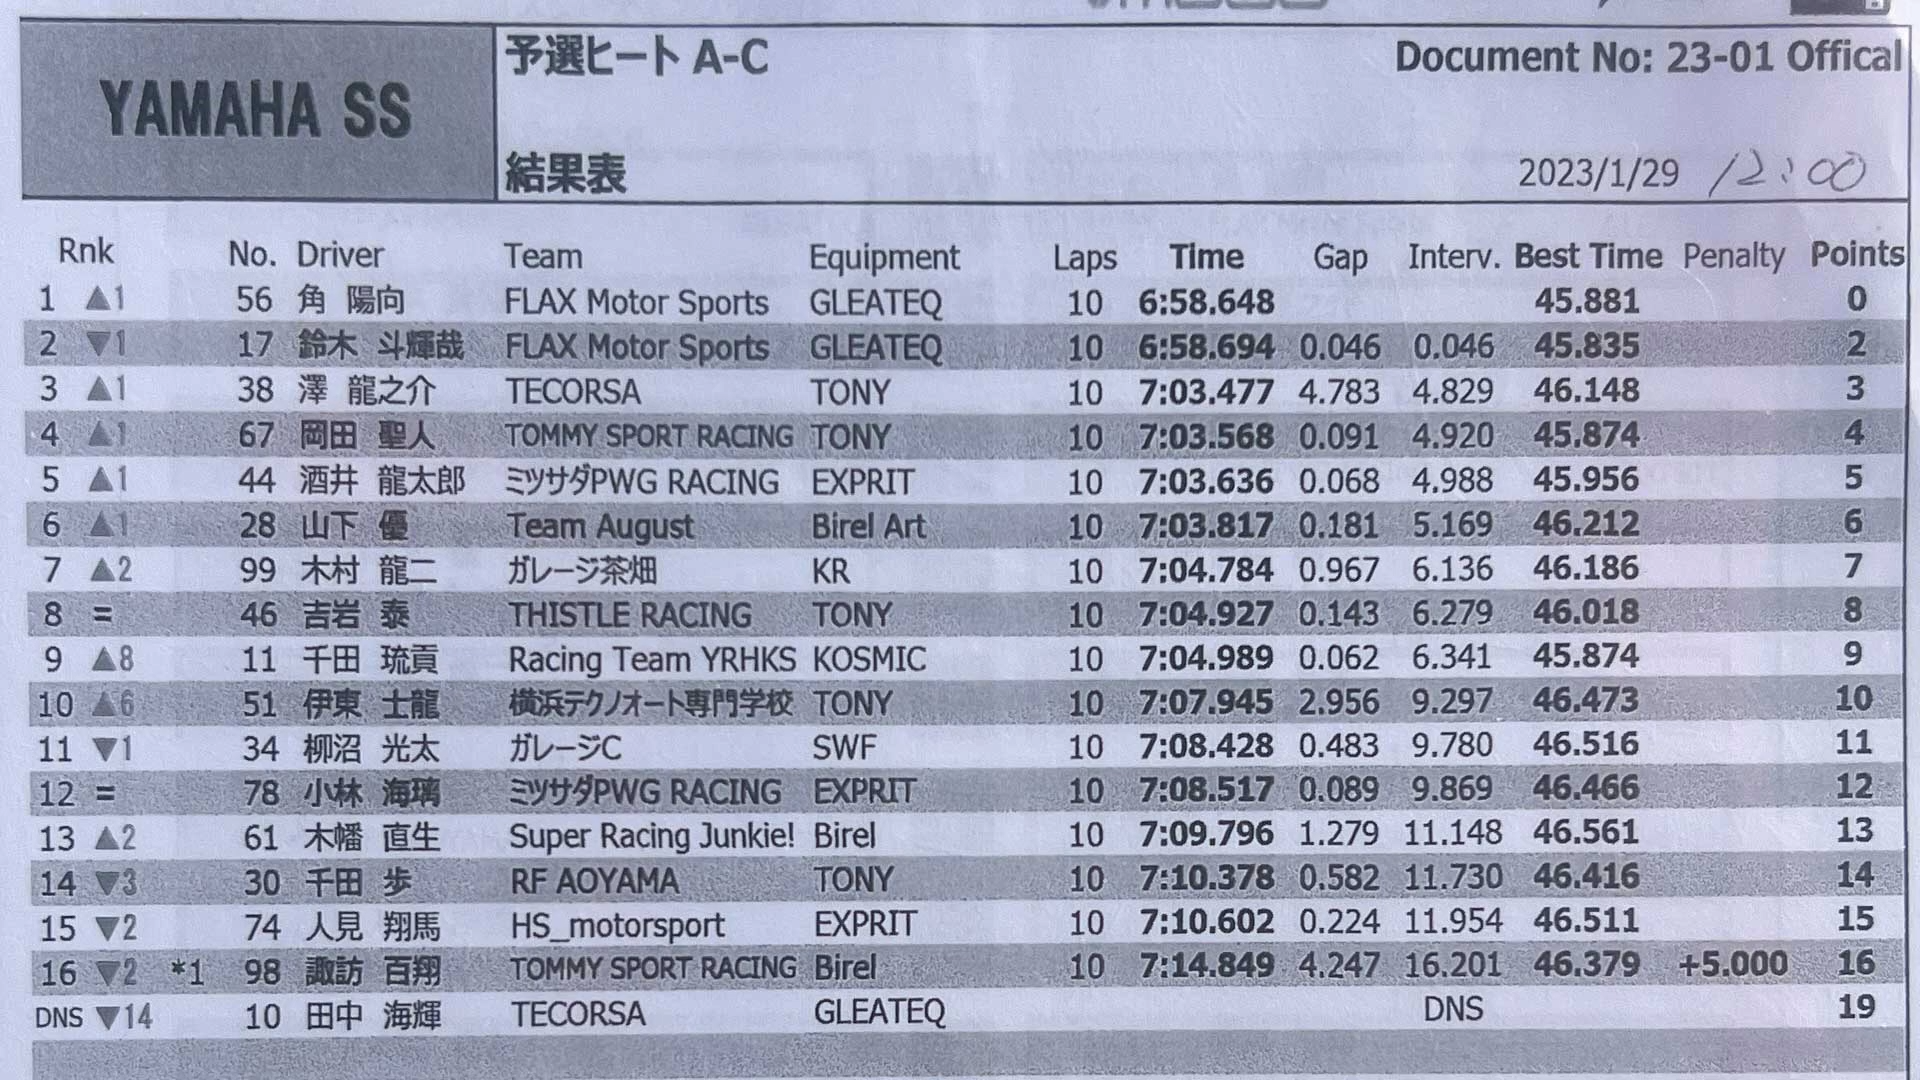 YAMAHA SS
予選ヒート A-C
Document No: 23-01 Offical
結果表
2023/1/29 12:00
Rnk No. Driver Team Equipment Laps Time Gap Interv. Best Time Penalty Points
1 ▲1 56 角 陽向 FLAX Motor Sports GLEATEQ 10 6:58.648 45.881 0
2 ▼1 17 鈴木 斗輝哉 FLAX Motor Sports GLEATEQ 10 6:58.694 0.046 0.046 45.835 2
3 ▲1 38 澤 龍之介 TECORSA TONY 10 7:03.477 4.783 4.829 46.148 3
4 ▲1 67 岡田 聖人 TOMMY SPORT RACING TONY 10 7:03.568 0.091 4.920 45.874 4
5 ▲1 44 酒井 龍太郎 ミツサダPWG RACING EXPRIT 10 7:03.636 0.068 4.988 45.956 5
6 ▲1 28 山下 優 Team August Birel Art 10 7:03.817 0.181 5.169 46.212 6
7 ▲2 99 木村 龍二 ガレージ茶畑 KR 10 7:04.784 0.967 6.136 46.186 7
8 = 46 吉岩 泰 THISTLE RACING TONY 10 7:04.927 0.143 6.279 46.018 8
9 ▲8 11 千田 琉貢 Racing Team YRHKS KOSMIC 10 7:04.989 0.062 6.341 45.874 9
10 ▲6 51 伊東 士龍 横浜テクノオート専門学校 TONY 10 7:07.945 2.956 9.297 46.473 10
11 ▼1 34 柳沼 光太 ガレージC SWF 10 7:08.428 0.483 9.780 46.516 11
12 = 78 小林 海璃 ミツサダPWG RACING EXPRIT 10 7:08.517 0.089 9.869 46.466 12
13 ▲2 61 木幡 直生 Super Racing Junkie! Birel 10 7:09.796 1.279 11.148 46.561 13
14 ▼3 30 千田 歩 RF AOYAMA TONY 10 7:10.378 0.582 11.730 46.416 14
15 ▼2 74 人見 翔馬 HS_motorsport EXPRIT 10 7:10.602 0.224 11.954 46.511 15
16 ▼2 *1 98 諏訪 百翔 TOMMY SPORT RACING Birel 10 7:14.849 4.247 16.201 46.379 +5.000 16
DNS ▼14 10 田中 海輝 TECORSA GLEATEQ DNS 19